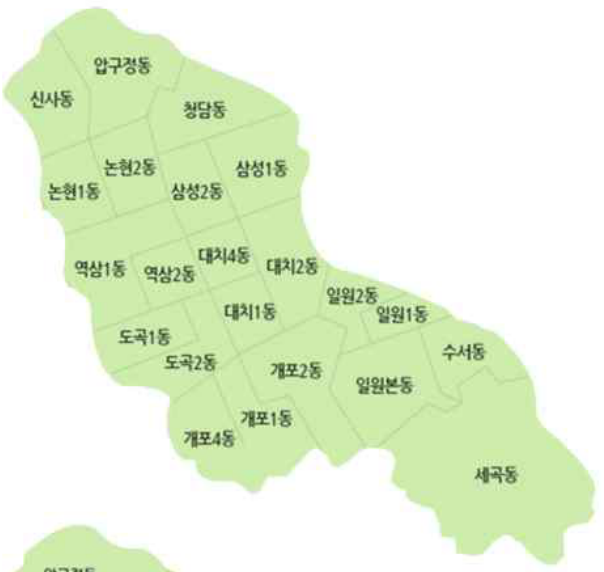 압구정동
신사동
청담동
논현2동
삼성1동
논현1동
삼성2동
대치4동
역삼1동
역삼2동
대치2동
일원2동
대치1동
일원1동
도곡1동
수서동
도곡2동
개포2동
일원본동
개포1동
개포4동
세곡동